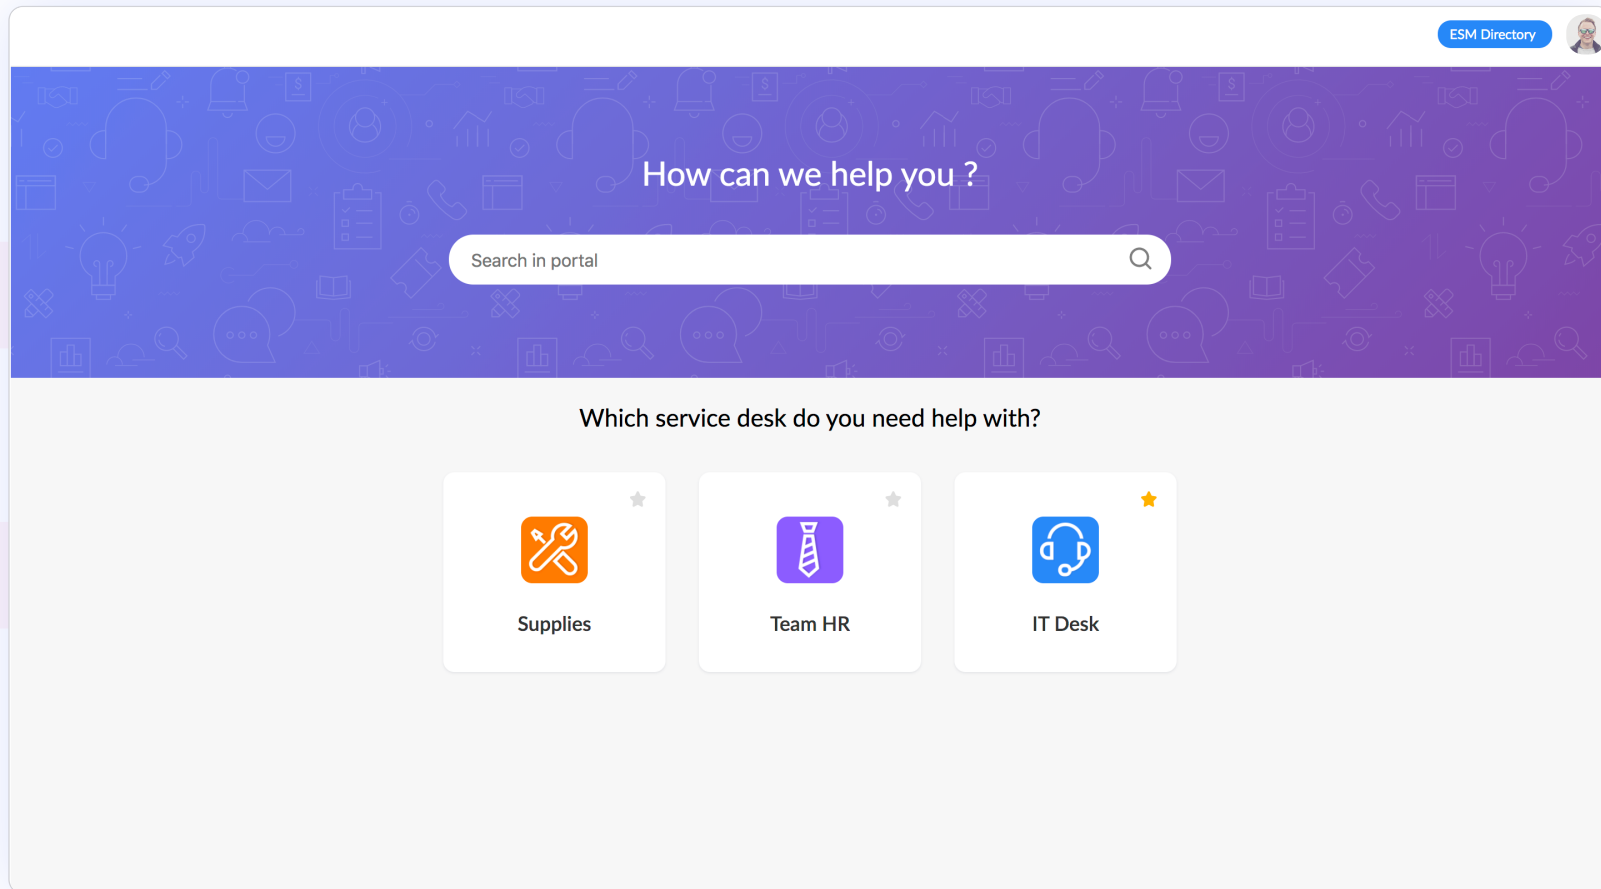 ESM Directory
How can we help you ?
Search in portal
Which service desk do you need help with?
Supplies
Team HR
IT Desk